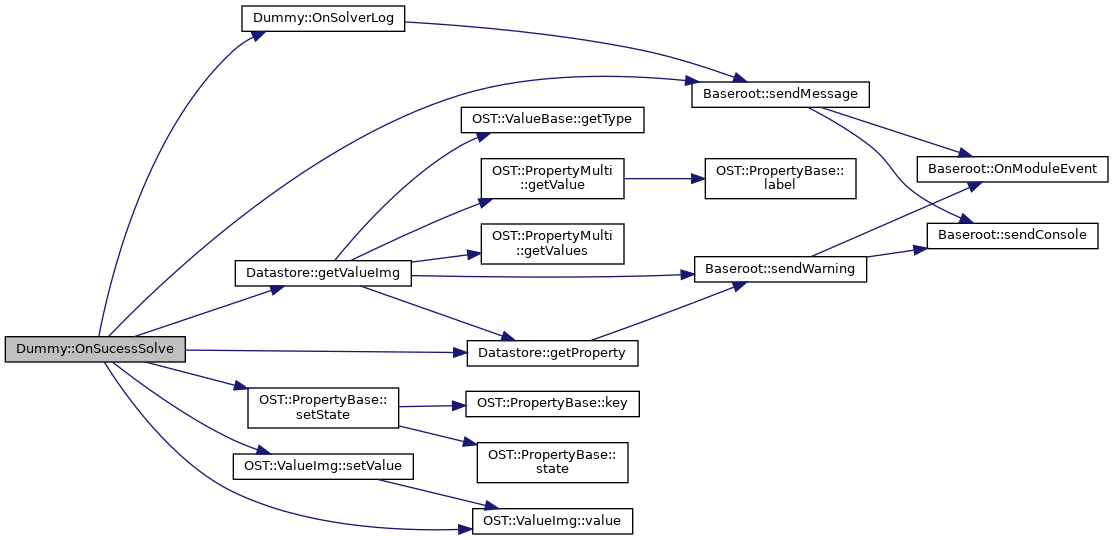 Dummy::OnSolverLog
Baseroot::sendMessage
OST::ValueBase::getType
Baseroot::OnModuleEvent
OST::PropertyMulti
::getValue
OST::PropertyBase::
label
OST::PropertyMulti
::getValues
Baseroot::sendConsole
Datastore::getValueImg
Baseroot::sendWarning
Dummy::OnSucessSolve
Datastore::getProperty
OST::PropertyBase::
setState
OST::PropertyBase::key
OST::PropertyBase::
state
OST::ValueImg::setValue
OST::ValueImg::value